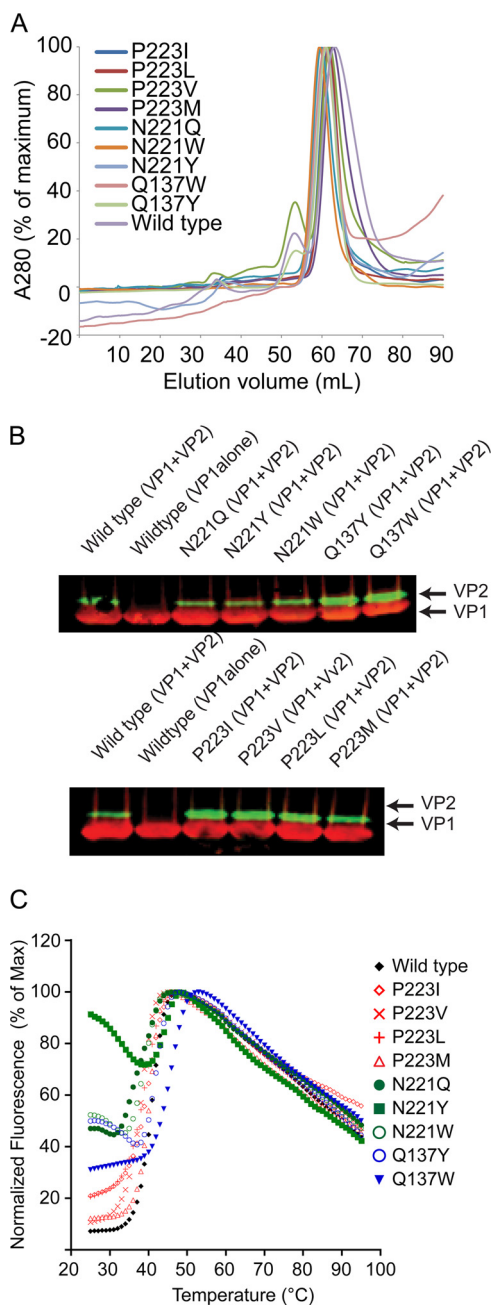 A
A280 (% of maximum)
100
80
60
40
20
0
-20
P223I
P223L
P223V
P223M
N221Q
N221W
N221Y
Q137W
Q137Y
Wild type
10 20 30 40 50 60 70 80 90
Elution volume (mL)
B
Wild type (VP1+VP2)
Wildtype (VP1alone)
N221Q (VP1+VP2)
N221Y (VP1+VP2)
N221W (VP1+VP2)
Q137Y (VP1+VP2)
Q137W (VP1+VP2)
VP2
VP1
Wild type (VP1+VP2)
Wildtype (VP1alone)
P223I (VP1+VP2)
P223V (VP1+Vv2)
P223L (VP1+VP2)
P223M (VP1+VP2)
VP2
VP1
C
Normalized Fluorescence (% of Max)
120
100
80
60
40
20
Wild type
P223I
P223V
P223L
P223M
N221Q
N221Y
N221W
Q137Y
Q137W
20 30 40 50 60 70 80 90 100
Temperature (°C)